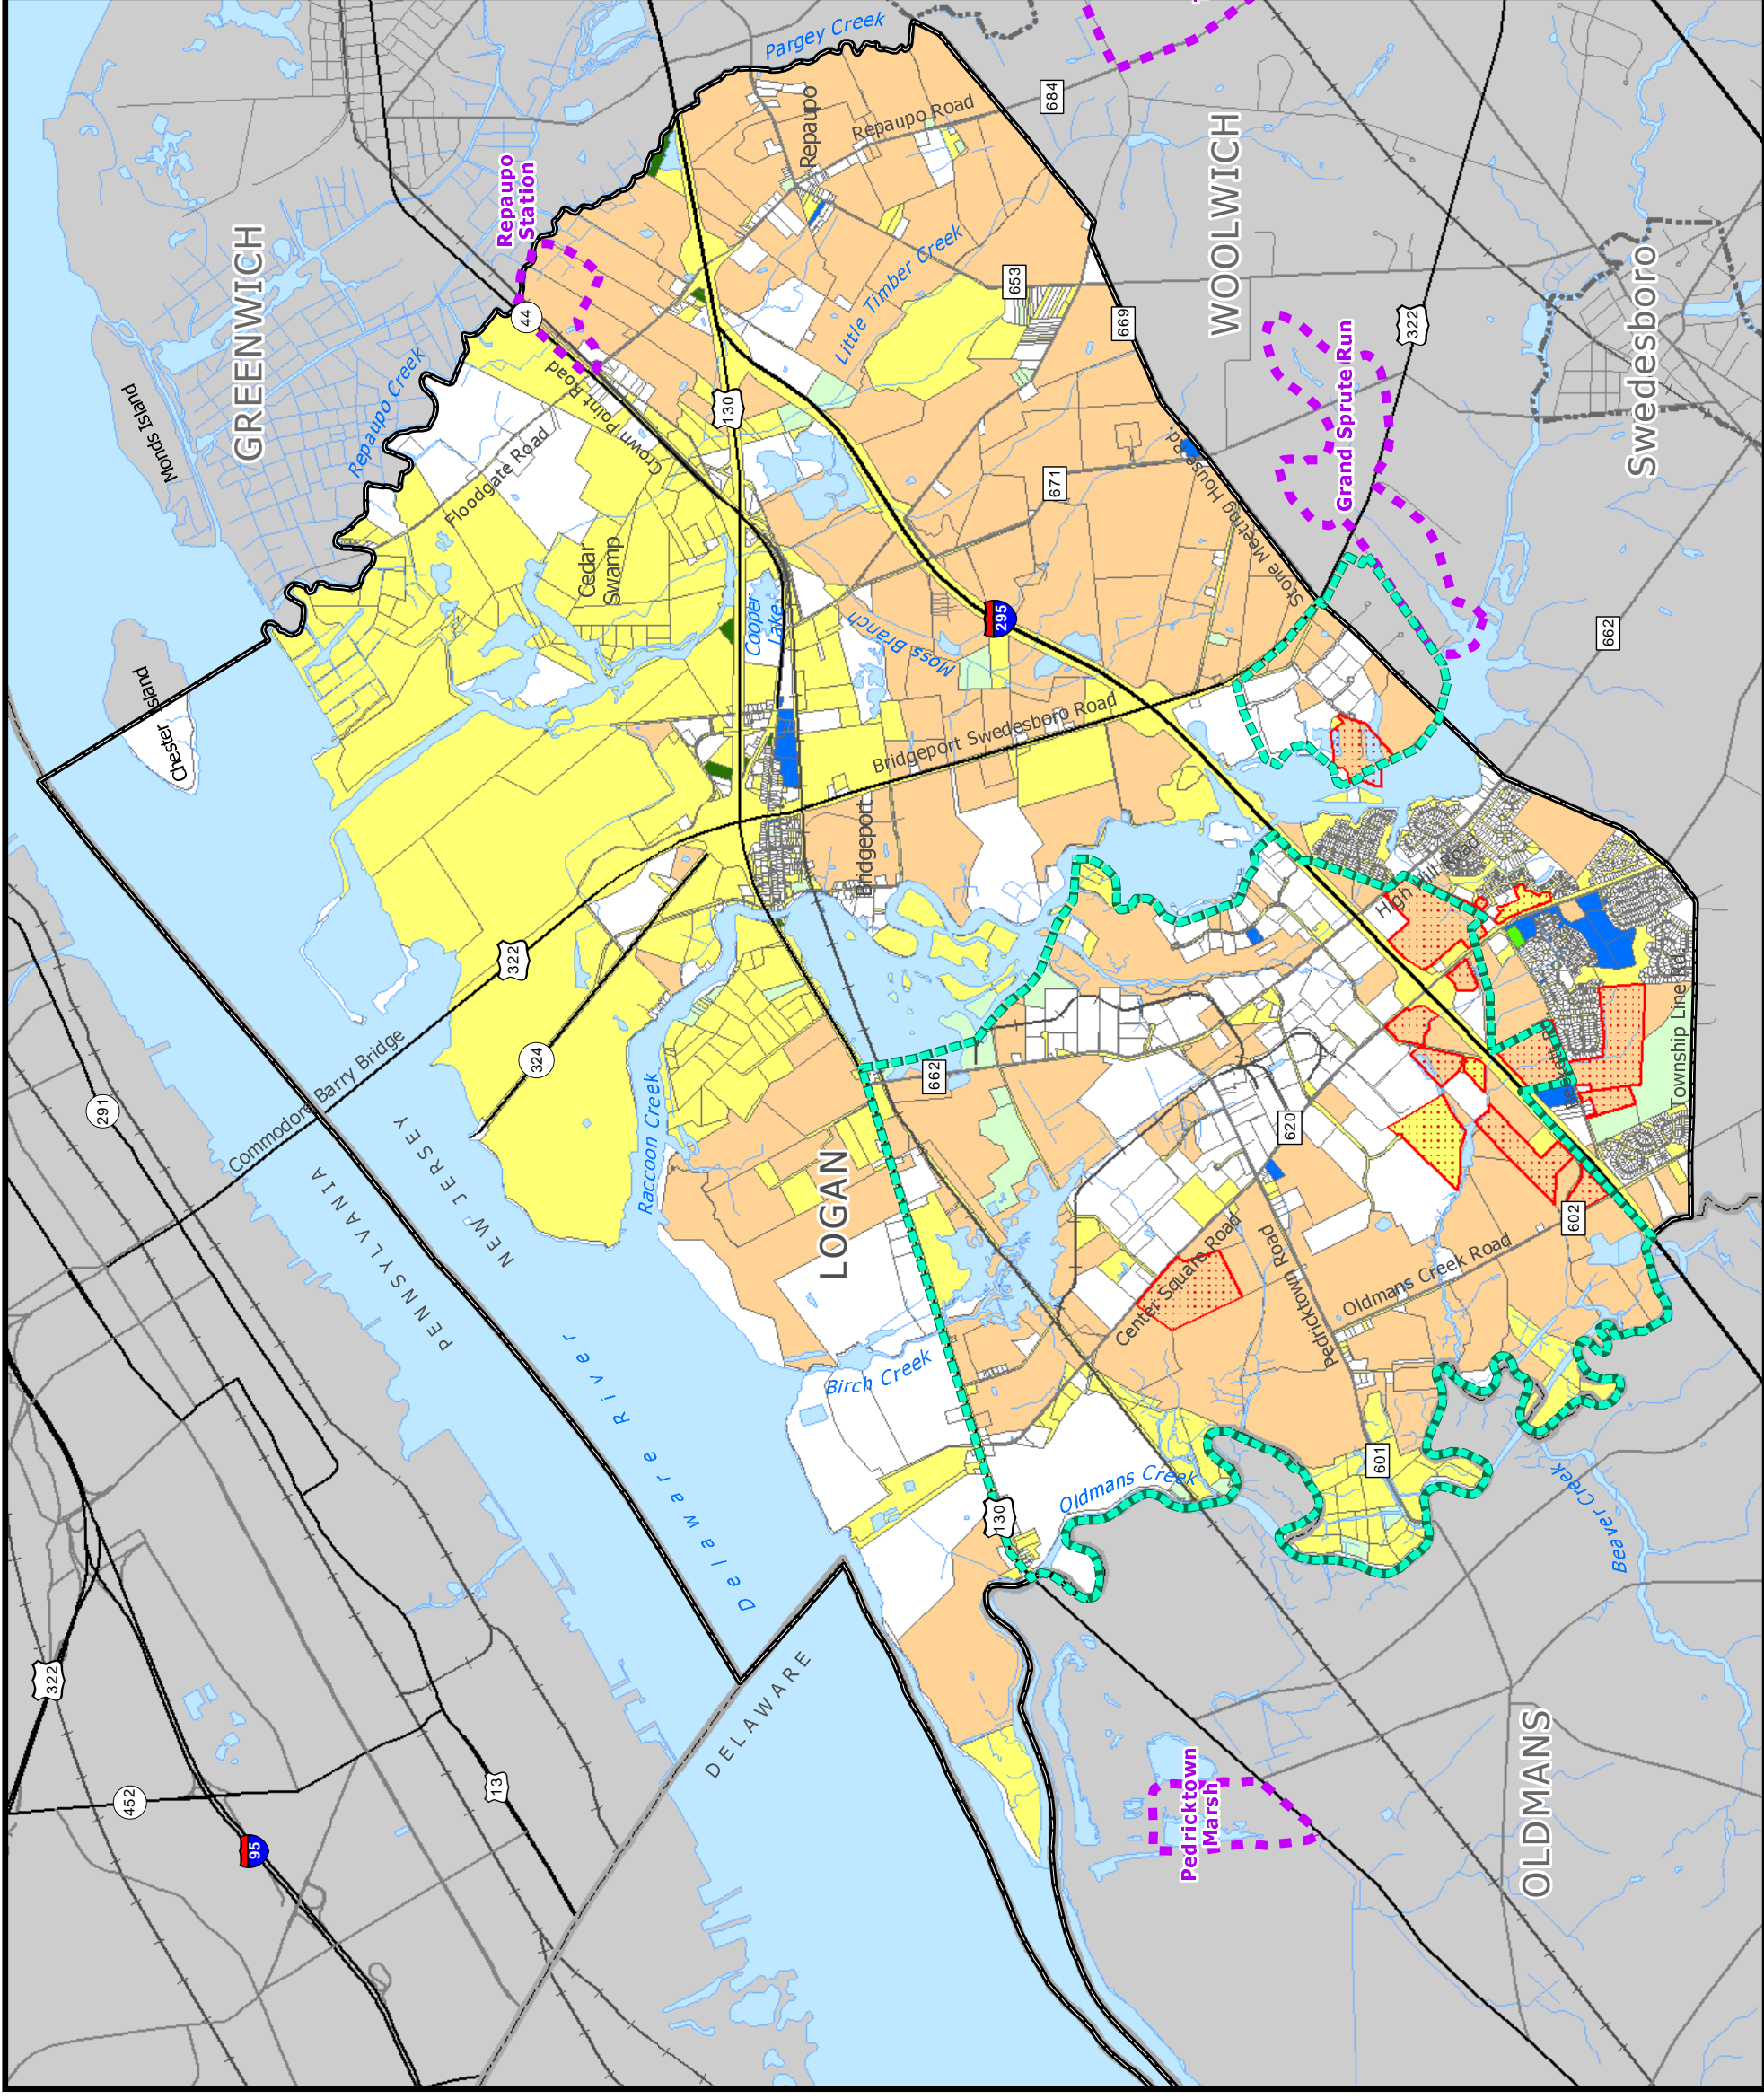 Pargey Creek
684
Repaupo
Repaupo Road
Repaupo
Station
GREENWICH
WOOLWICH
44
Little Timber Creek
653
669
322
Swedesboro
Monds Island
Repaupo Creek
Crown Point Road
130
Grand Sprute Run
Floodgate Road
671
Stone Meeting House Rd.
Cedar
Swamp
Cooper
Lake
Moss Branch
295
662
Chester Island
Bridgeport Swedesboro Road
Bridgeport
High Hill Road
322
324
291
Commodore Barry Bridge
Township Line Rd
662
620
Raccoon Creek
PENNSYLVANIA
NEW JERSEY
LOGAN
602
Center Square Road
Pedricktown Road
Oldmans Creek Road
Birch Creek
Delaware River
601
Oldmans Creek
130
Beaver Creek
322
452
13
95
DELAWARE
Pedricktown
Marsh
OLDMANS